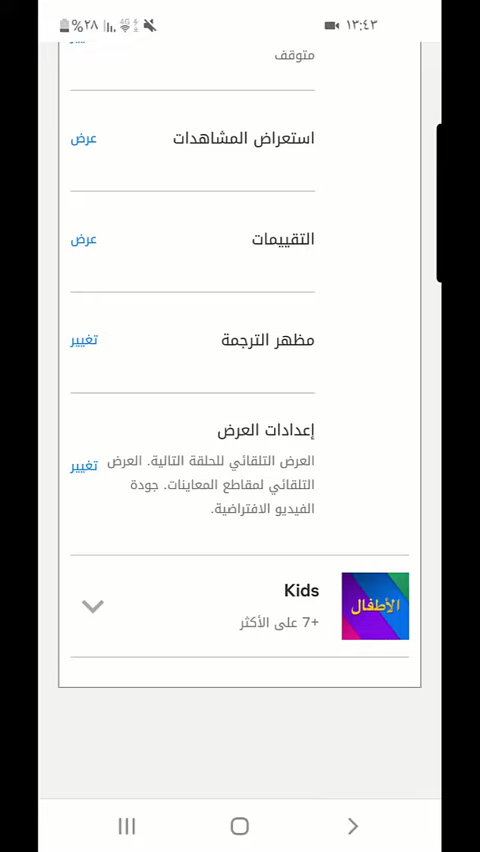 ١٣:٤٣
%٢٨
4G
متوقف
استعراض المشاهدات
عرض
التقييمات
عرض
مظهر الترجمة
تغيير
إعدادات العرض
العرض التلقائي للحلقة التالية. العرض
التلقائي لمقاطع المعاينات. جودة
الفيديو الافتراضية.
تغيير
الأطفال
Kids
+7 على الأكثر